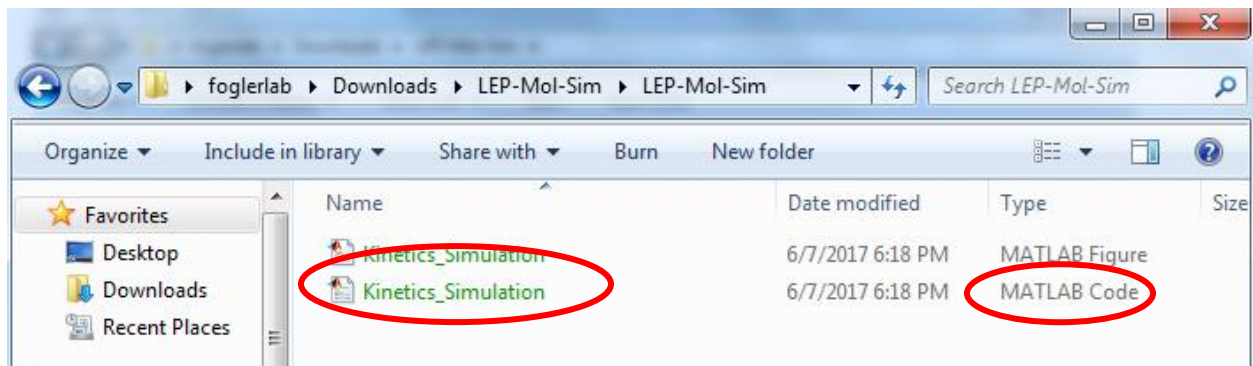 foglerlab Downloads LEP-Mol-Sim LEP-Mol-Sim Search LEP-Mol-Sim
Organize Include in library Share with Burn New folder
Name Date modified Type Size
Favorites
Desktop
Downloads
Recent Places
Kinetics_Simulation 6/7/2017 6:18 PM MATLAB Figure
Kinetics_Simulation 6/7/2017 6:18 PM MATLAB Code